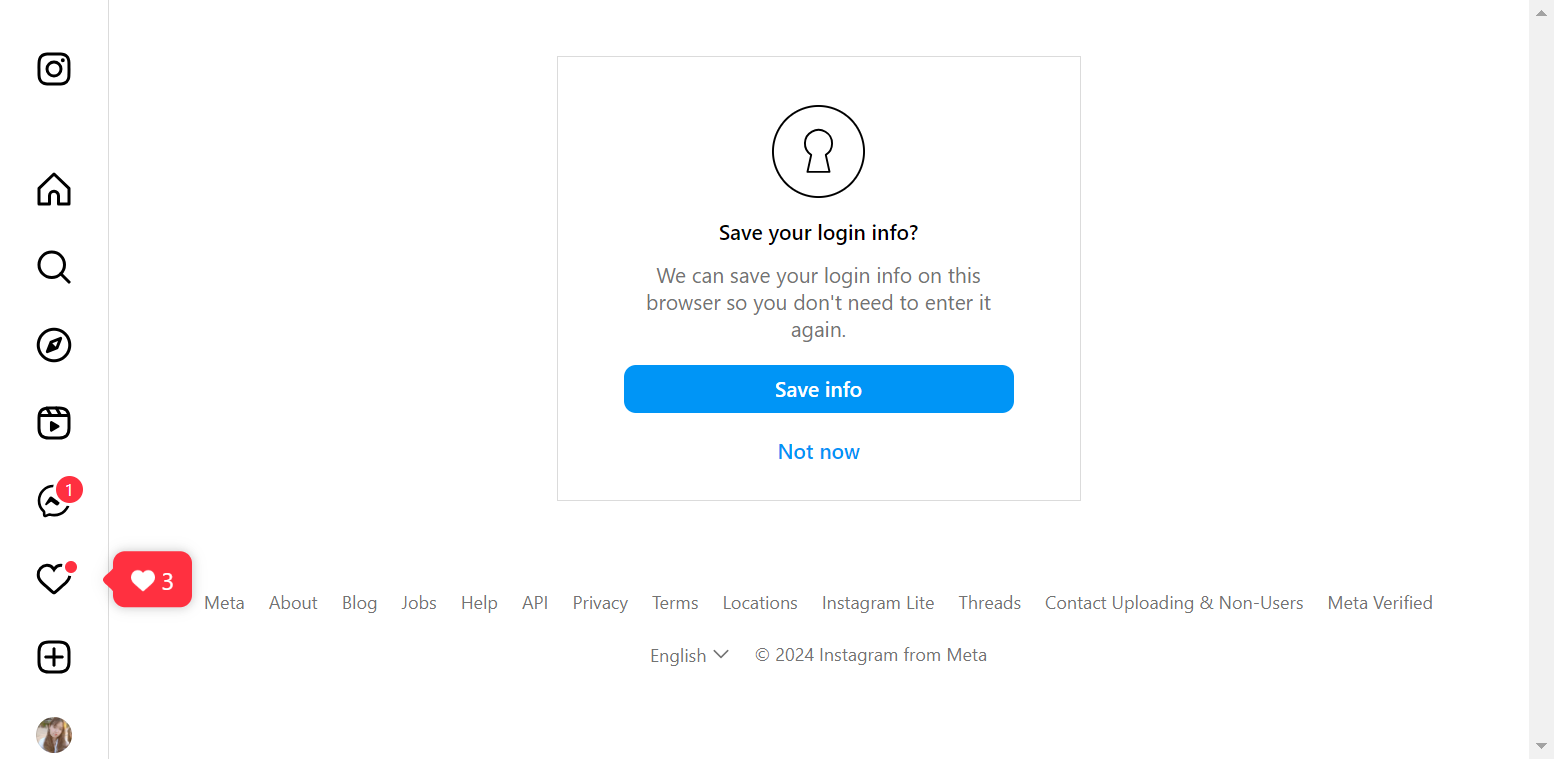 Save your login info?
We can save your login info on this
browser so you don't need to enter it
again.
Save info
Not now
1
3
Meta About Blog Jobs Help API Privacy Terms Locations Instagram Lite Threads Contact Uploading & Non-Users Meta Verified
English © 2024 Instagram from Meta